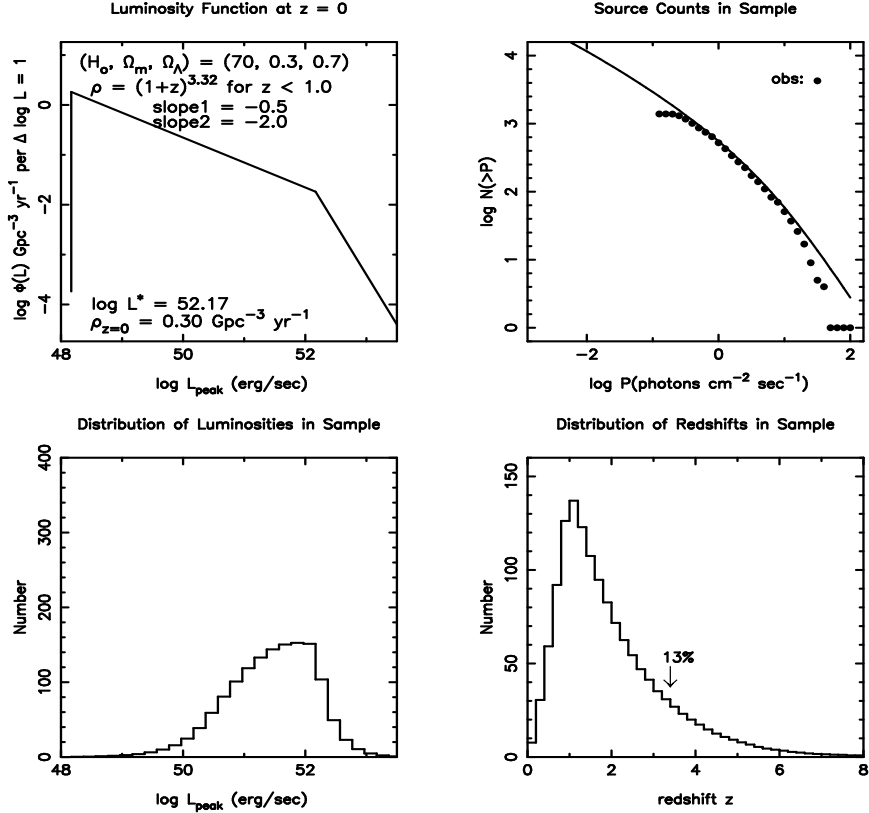 Luminosity Function at z = 0
(H_o, Ω_m, Ω_Λ) = (70, 0.3, 0.7)
ρ = (1+z)^3.32 for z < 1.0
slope1 = −0.5
slope2 = −2.0
log L^* = 52.17
ρ_z=0 = 0.30 Gpc^−3 yr^−1
log Φ(L) Gpc^−3 yr^−1 per Δ log L = 1
0
−2
−4
48
50
52
log L_peak (erg/sec)
Source Counts in Sample
obs:
log N(>P)
4
3
2
1
0
−2
0
2
log P(photons cm^−2 sec^−1)
Distribution of Luminosities in Sample
Number
400
300
200
100
0
48
50
52
log L_peak (erg/sec)
Distribution of Redshifts in Sample
Number
150
100
50
0
13%
0
2
4
6
8
redshift z